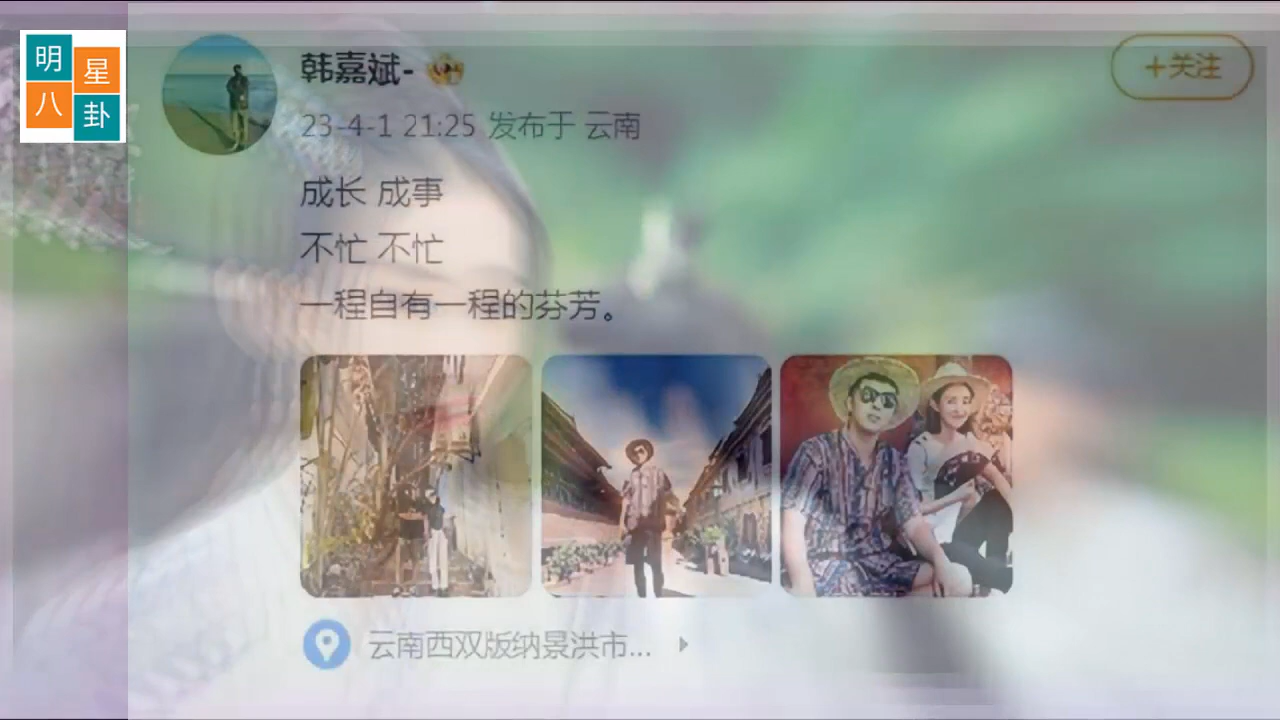 明星八卦
韩嘉斌-
+关注
23-4-1 21:25 发布于 云南
成长 成事
不忙 不忙
一程自有一程的芬芳。
云南西双版纳景洪市...